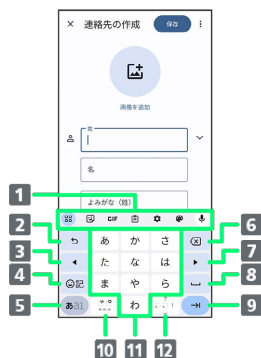 連絡先の作成 保存
画像を追加
姓
名
よみがな（姓）
1
GIF
2 あ か さ 6
3 た な は 7
4 ☺記 ま や ら 8
5 あa1 わ 、。?! 9
10 11 12